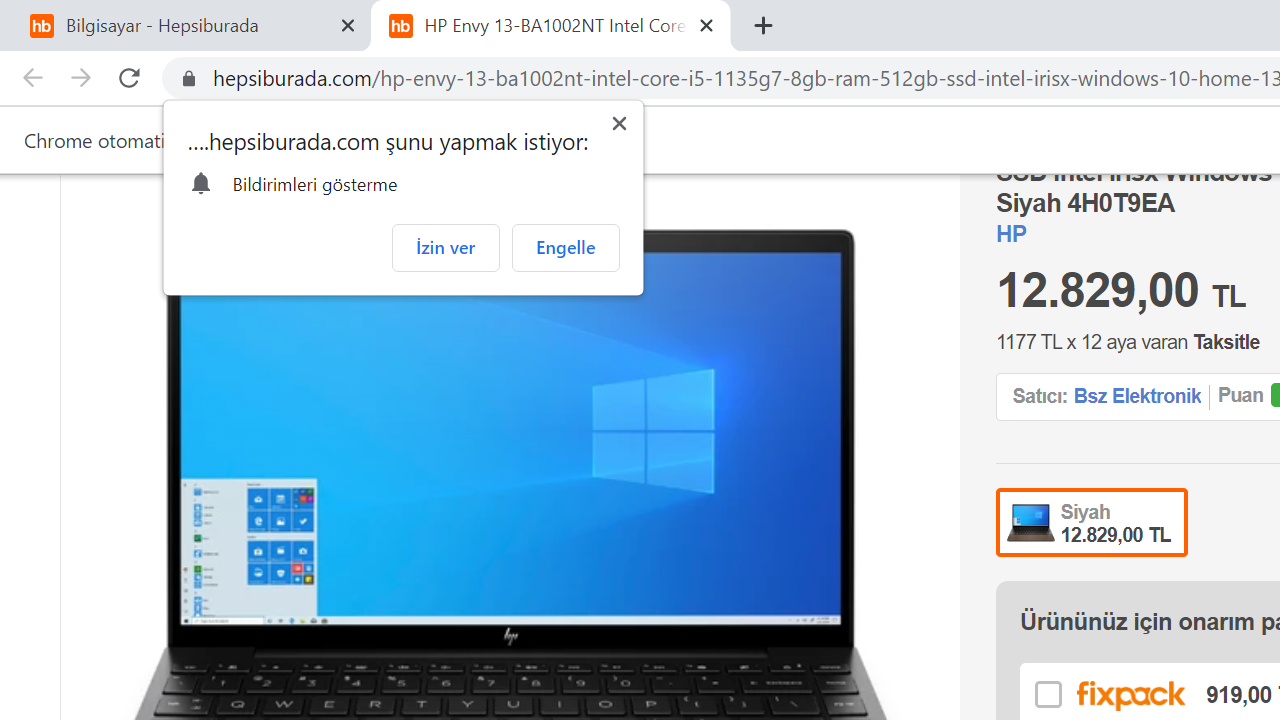 Bilgisayar - Hepsiburada
HP Envy 13-BA1002NT Intel Core
hepsiburada.com/hp-envy-13-ba1002nt-intel-core-i5-1135g7-8gb-ram-512gb-ssd-intel-irisx-windows-10-home-13
Chrome otomati
....hepsiburada.com şunu yapmak istiyor:
Bildirimleri gösterme
İzin ver
Engelle
SSD Intel Irisx Windows
Siyah 4H0T9EA
HP
12.829,00 TL
1177 TL x 12 aya varan Taksitle
Satıcı: Bsz Elektronik Puan
Siyah
12.829,00 TL
Ürününüz için onarım pa
fixpack 919,00